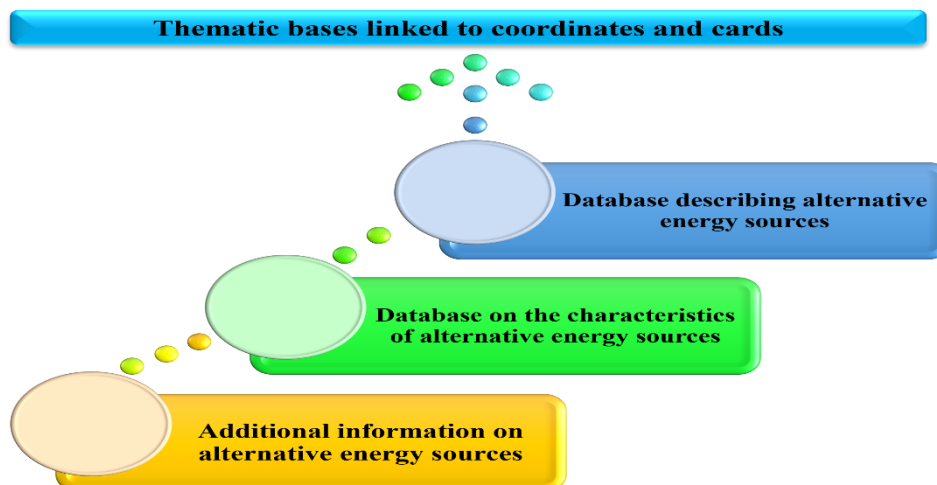 Thematic bases linked to coordinates and cards
Database describing alternative
energy sources
Database on the characteristics
of alternative energy sources
Additional information on
alternative energy sources